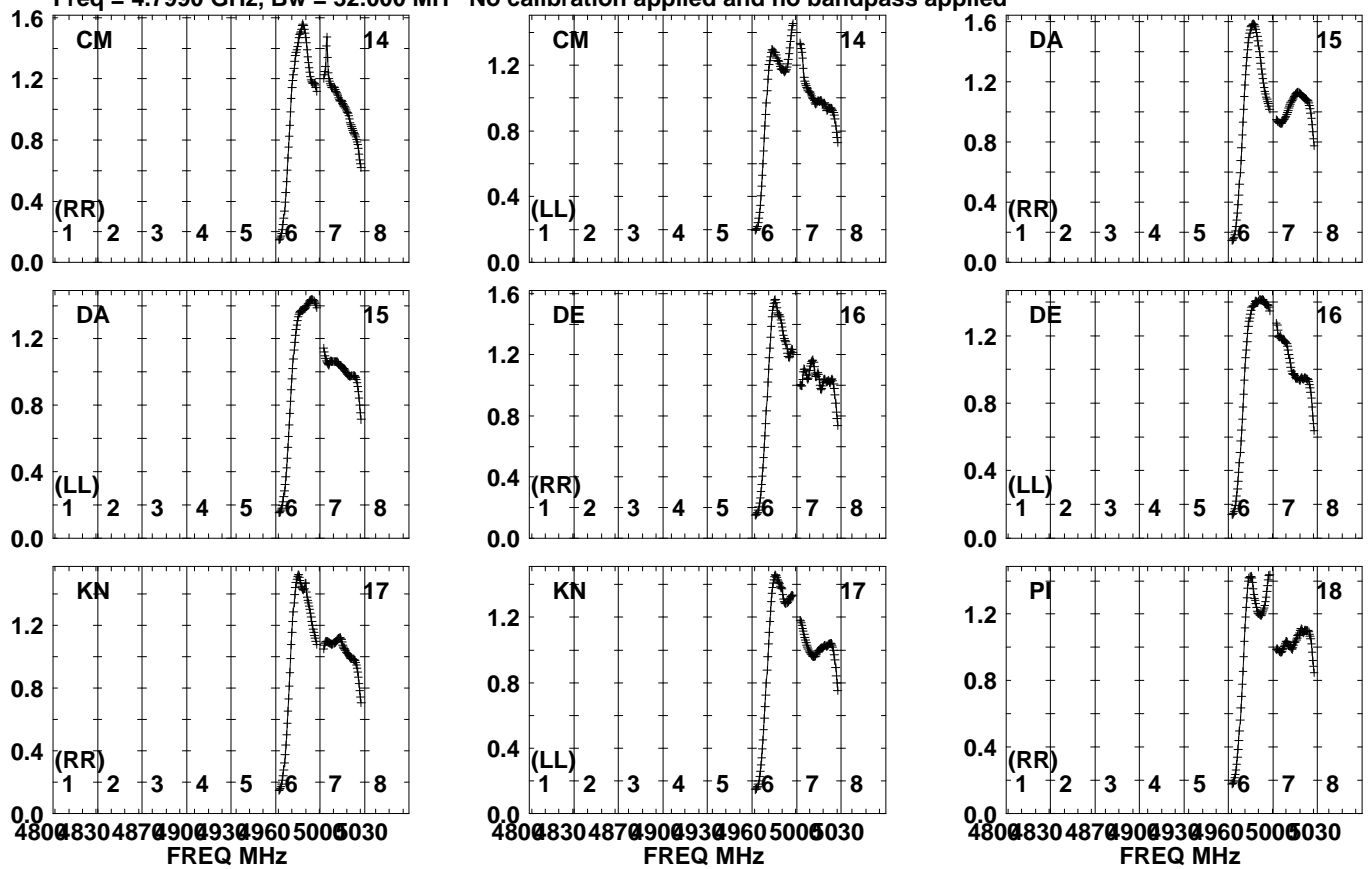 Freq = 4.7990 GHz, Bw = 32.000 MH No calibration applied and no bandpass applied
1.6 CM 14 CM 14 1.6 DA 15
1.2 1.2 1.2
0.8 0.8 0.8
0.4 0.4 0.4
(RR) (LL) (RR)
1 2 3 4 5 6 7 8 1 2 3 4 5 6 7 8 1 2 3 4 5 6 7 8
0.0 0.0 0.0
DA 15 1.6 DE 16 DE 16
1.2 1.2 1.2
0.8 0.8 0.8
0.4 0.4 0.4
(LL) (RR) (LL)
1 2 3 4 5 6 7 8 1 2 3 4 5 6 7 8 1 2 3 4 5 6 7 8
0.0 0.0 0.0
KN 17 KN 17 PI 18
1.2 1.2 1.2
0.8 0.8 0.8
0.4 0.4 0.4
(RR) (LL) (RR)
1 2 3 4 5 6 7 8 1 2 3 4 5 6 7 8 1 2 3 4 5 6 7 8
0.0 0.0 0.0
4800 4830 4870 4900 4930 4960 5000 5030 4800 4830 4870 4900 4930 4960 5000 5030 4800 4830 4870 4900 4930 4960 5000 5030
FREQ MHz FREQ MHz FREQ MHz